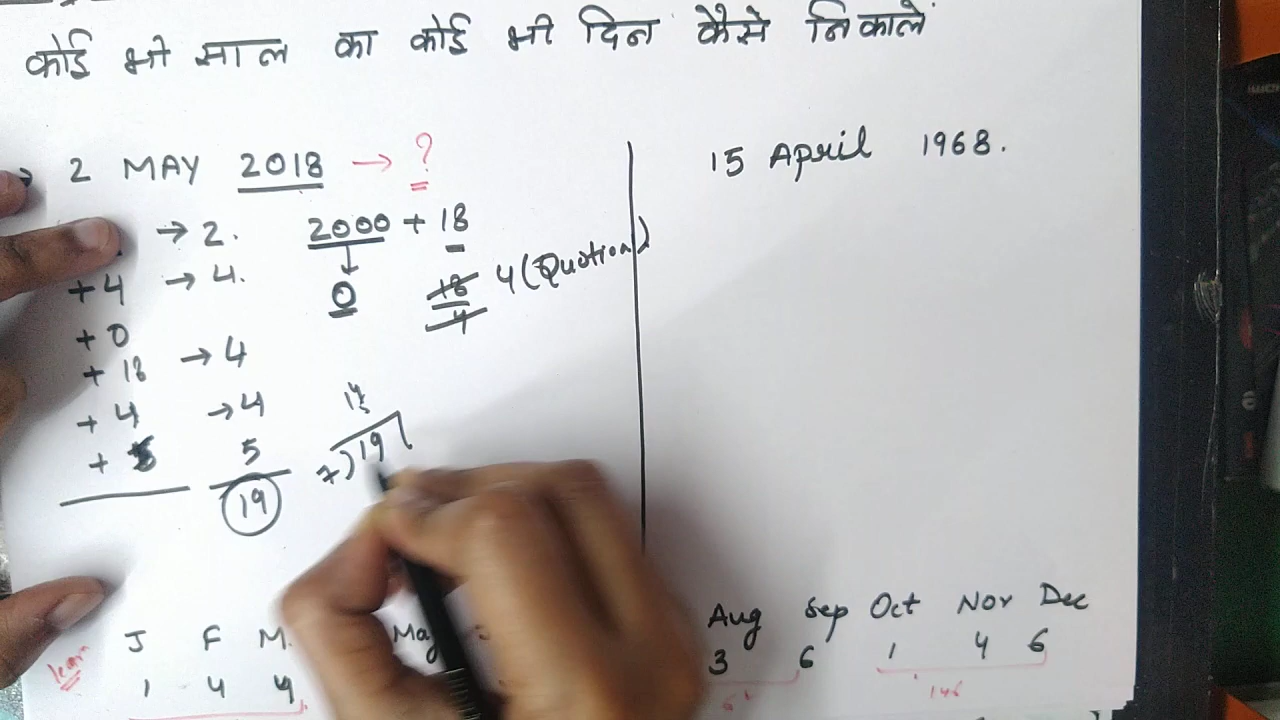 कोई भी साल का कोई भी दिन कैसे निकालें
2 MAY 2018 → ?
→ 2.
+ 4 → 4.
+ 0
+ 18 → 4
+ 4 → 4
+ 5
5
19
2000 + 18
0
18
4
4 (Quotion)
7) 19
15 April 1968.
learn
J F M. May Aug Sep Oct Nov Dec
1 4 4 3 6 1 4 6
146